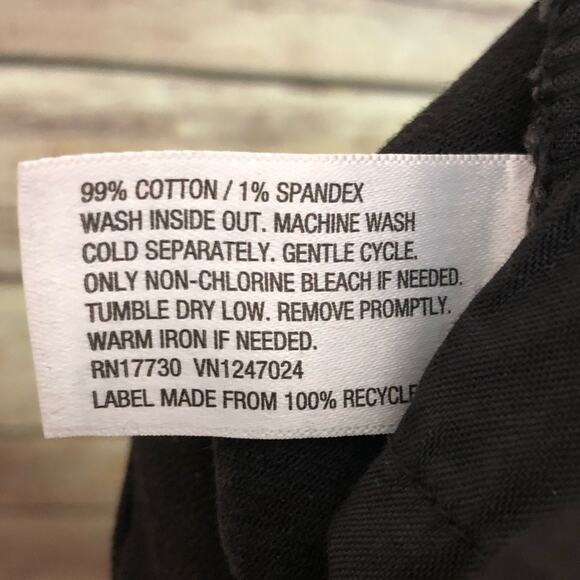 99% COTTON / 1% SPANDEX
WASH INSIDE OUT. MACHINE WASH
COLD SEPARATELY. GENTLE CYCLE.
ONLY NON-CHLORINE BLEACH IF NEEDED.
TUMBLE DRY LOW. REMOVE PROMPTLY.
WARM IRON IF NEEDED.
RN17730 VN1247024
LABEL MADE FROM 100%